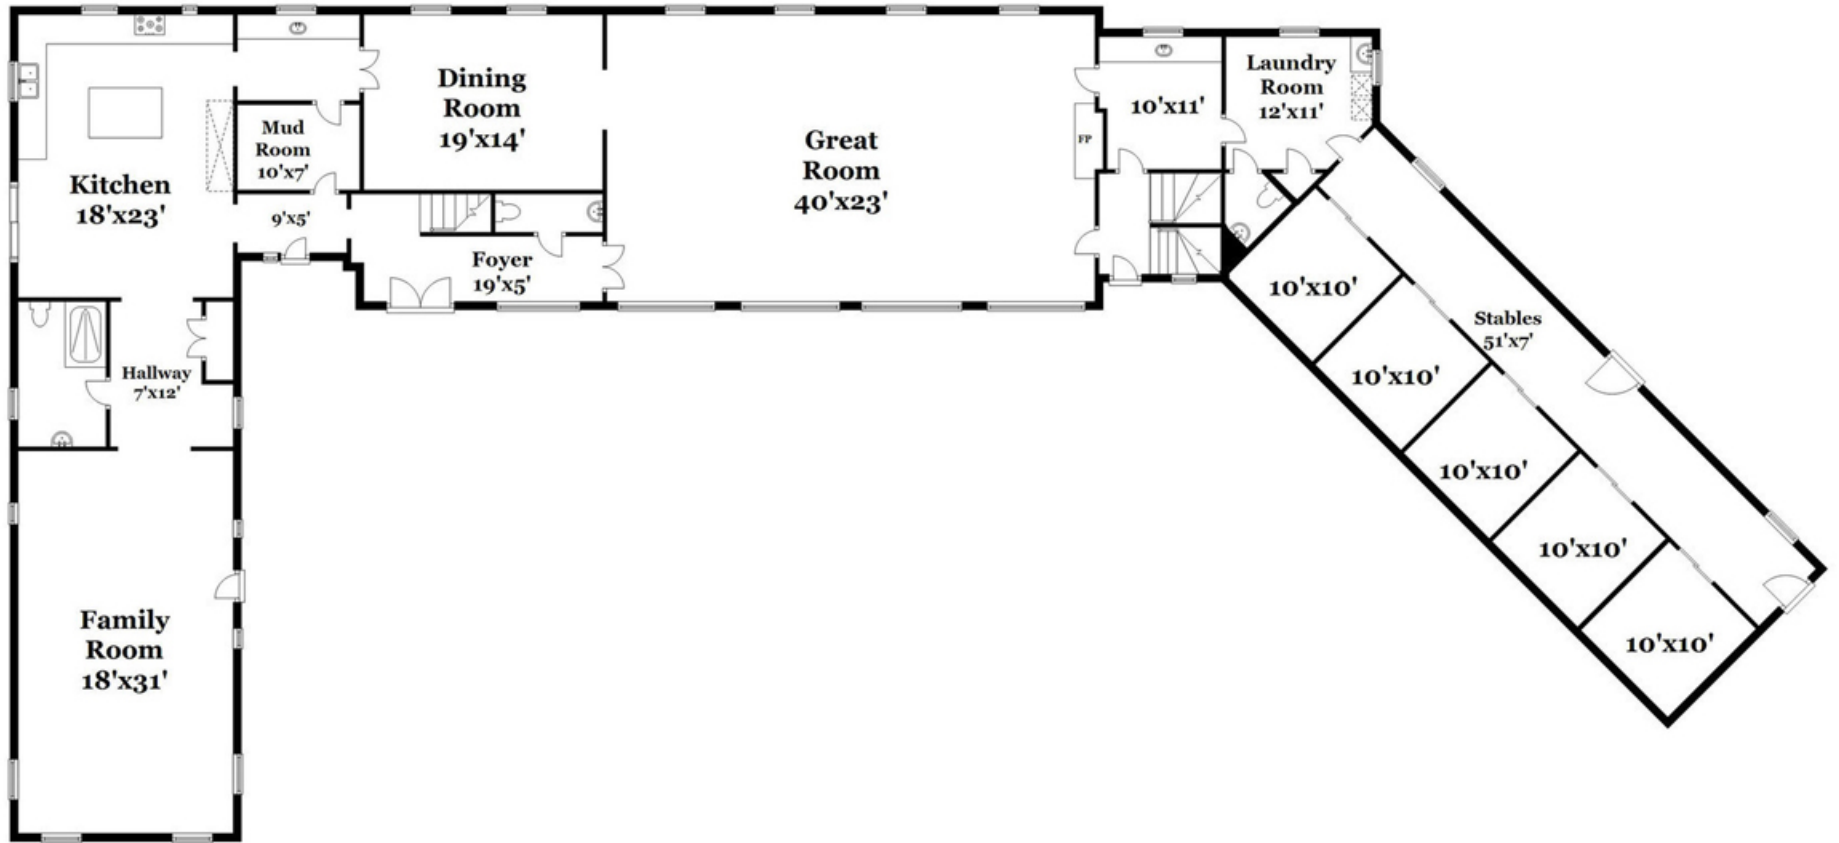 Kitchen
18'x23'
Mud
Room
10'x7'
9'x5'
Dining
Room
19'x14'
Foyer
19'x5'
Great
Room
40'x23'
FP
10'x11'
Laundry
Room
12'x11'
Hallway
7'x12'
Family
Room
18'x31'
Stables
51'x7'
10'x10'
10'x10'
10'x10'
10'x10'
10'x10'